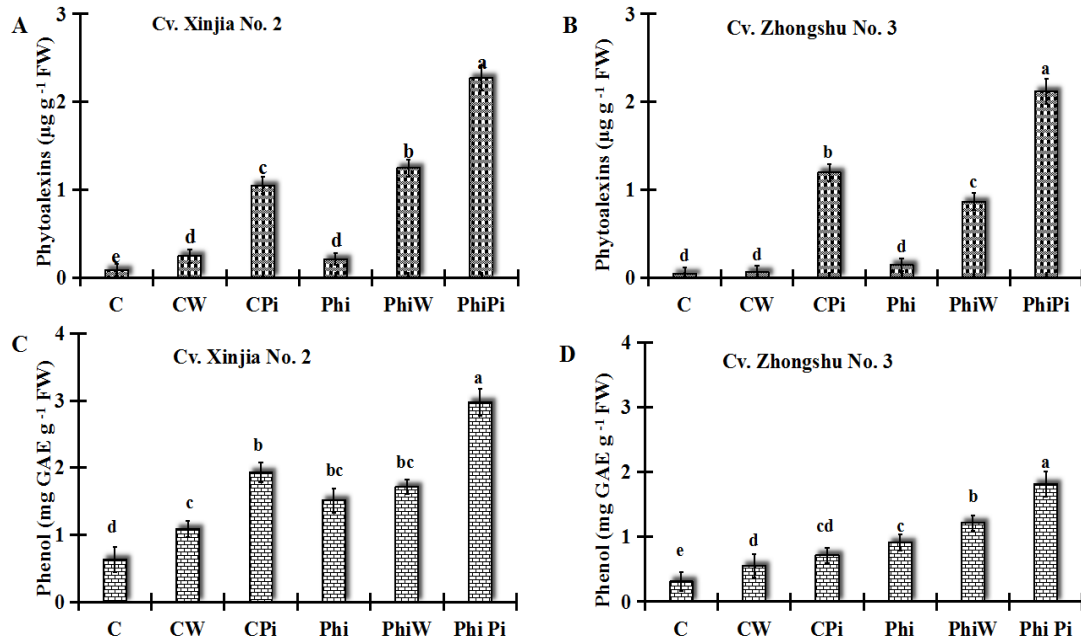 A
Cv. Xinjia No. 2
Phytoalexins (µg g -1 FW)
3
2
1
0
e
d
c
d
b
a
C CW CPi Phi PhiW PhiPi
B
Cv. Zhongshu No. 3
Phytoalexins (µg g -1 FW)
3
2
1
0
d
d
b
d
c
a
C CW CPi Phi PhiW PhiPi
C
Cv. Xinjia No. 2
Phenol (mg GAE g -1 FW)
4
3
2
1
0
d
c
b
bc
bc
a
C CW CPi Phi PhiW Phi Pi
D
Cv. Zhongshu No. 3
Phenol (mg GAE g -1 FW)
4
3
2
1
0
e
d
cd
c
b
a
C CW CPi Phi PhiW Phi Pi